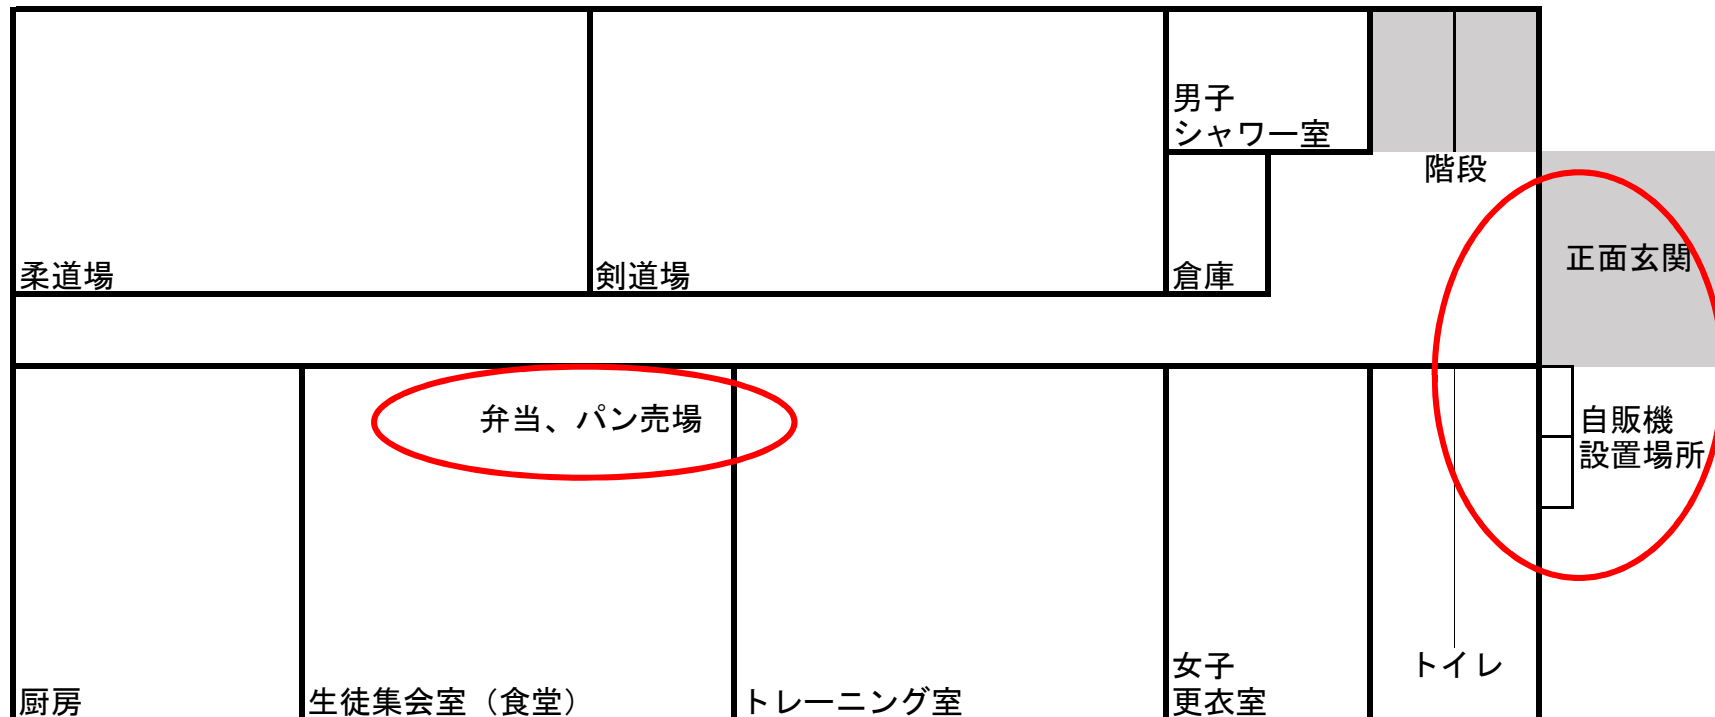 男子
シャワー室
階段
柔道場
剣道場
倉庫
正面玄関
弁当、パン売場
自販機
設置場所
厨房
生徒集会室（食堂）
トレーニング室
女子
更衣室
トイレ